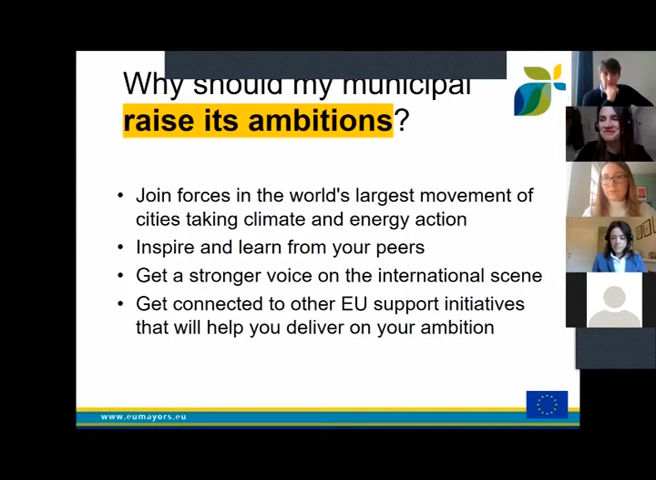 Why should my municipal
raise its ambitions?
• Join forces in the world's largest movement of
cities taking climate and energy action
• Inspire and learn from your peers
• Get a stronger voice on the international scene
• Get connected to other EU support initiatives
that will help you deliver on your ambition
www.eumayors.eu